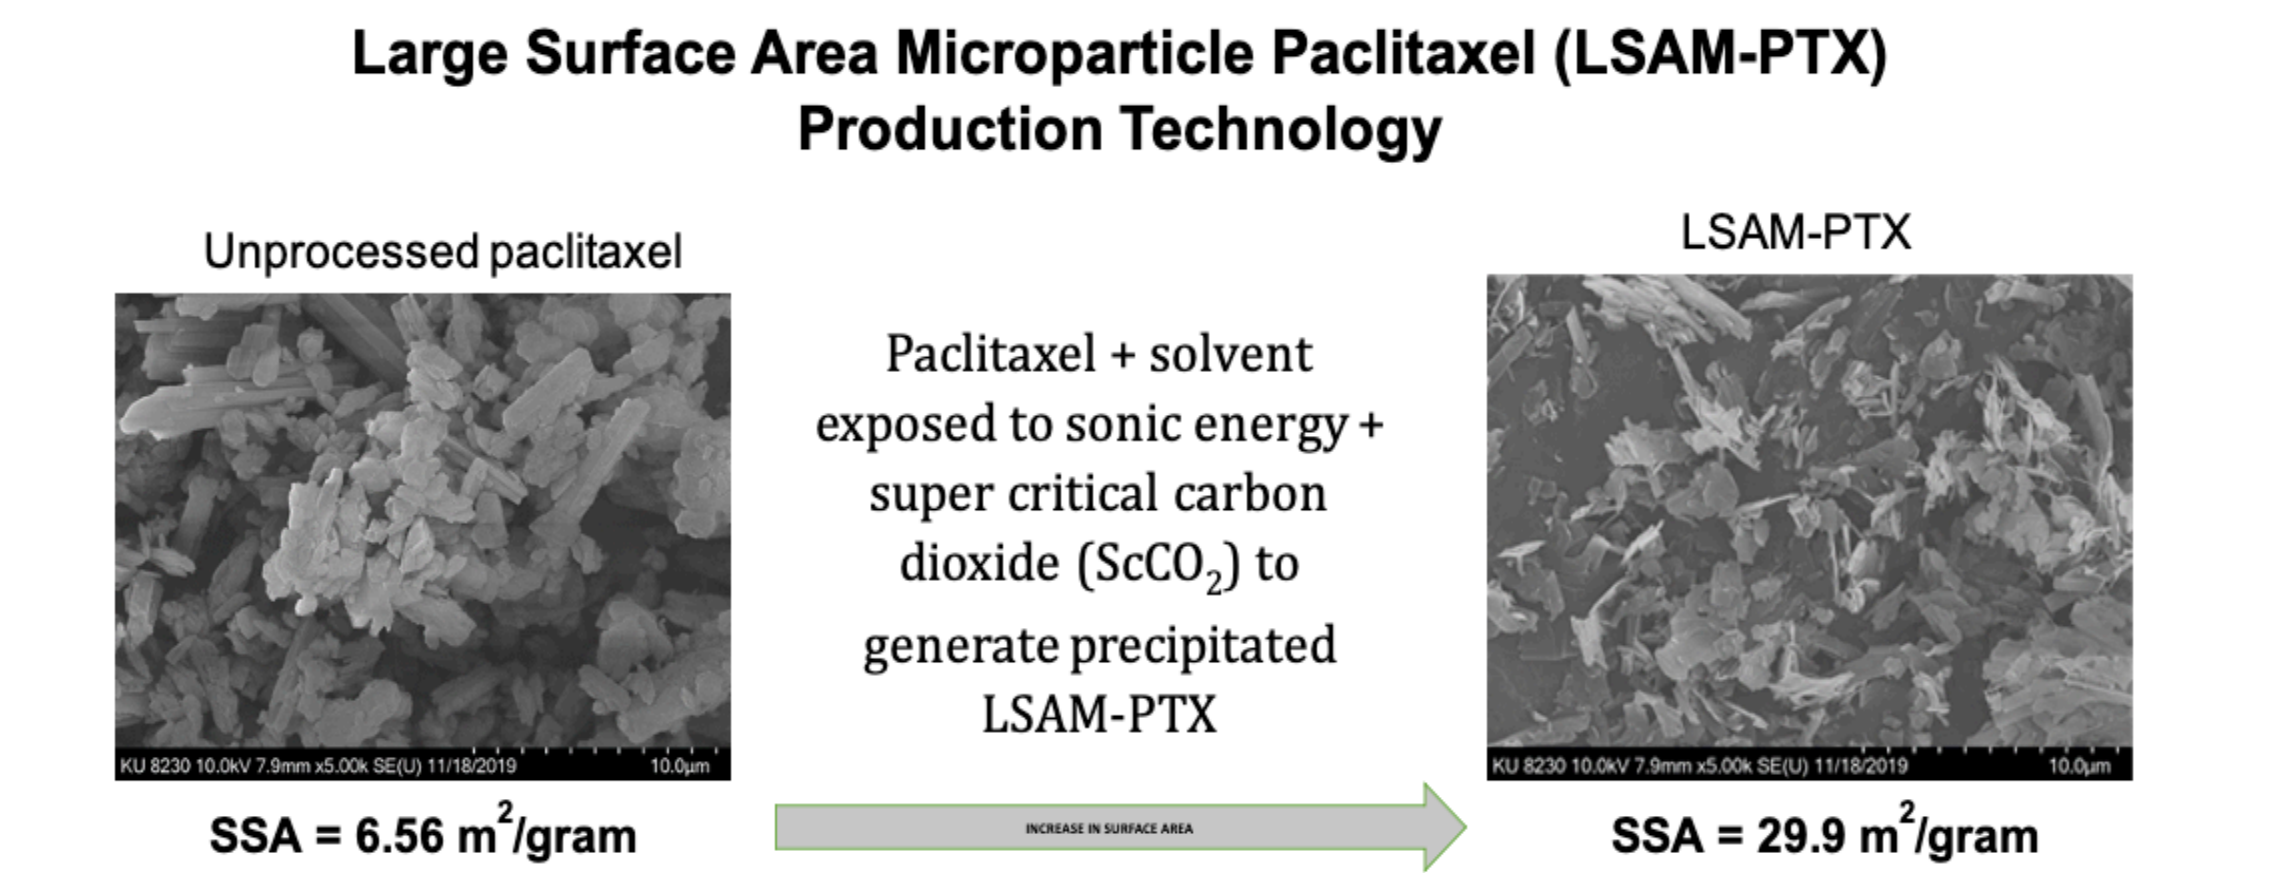 Large Surface Area Microparticle Paclitaxel (LSAM-PTX)
Production Technology
Unprocessed paclitaxel
LSAM-PTX
Paclitaxel + solvent
exposed to sonic energy +
super critical carbon
dioxide (ScCO₂) to
generate precipitated
LSAM-PTX
KU 8230 10.0kV 7.9mm x5.00k SE(U) 11/18/2019 10.0µm
KU 8230 10.0kV 7.9mm x5.00k SE(U) 11/18/2019 10.0µm
SSA = 6.56 m²/gram
INCREASE IN SURFACE AREA
SSA = 29.9 m²/gram